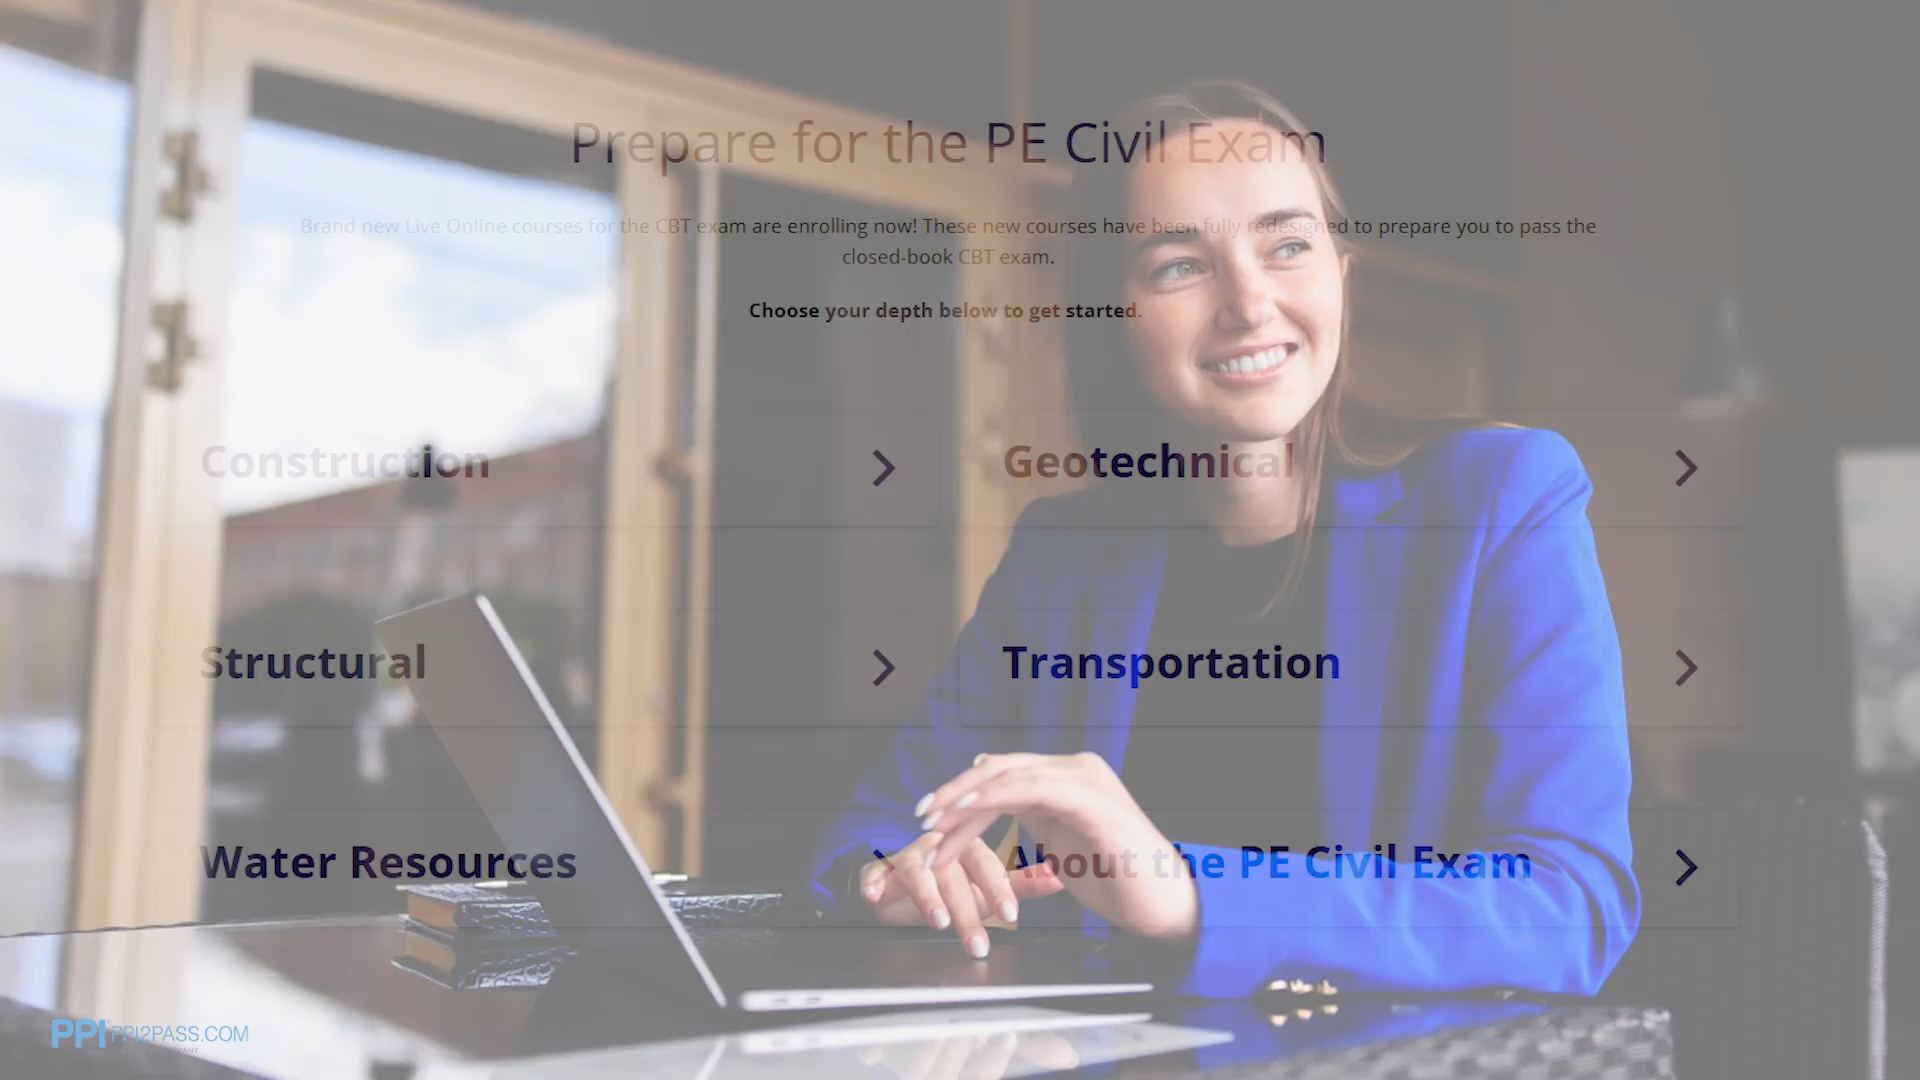 Prepare for the PE Civil Exam
Brand new Live Online courses for the CBT exam are enrolling now! These new courses have been fully redesigned to prepare you to pass the
closed-book CBT exam.
Choose your depth below to get started.
Construction
Geotechnical
Structural
Transportation
Water Resources
About the PE Civil Exam
PPI PPI2PASS.COM